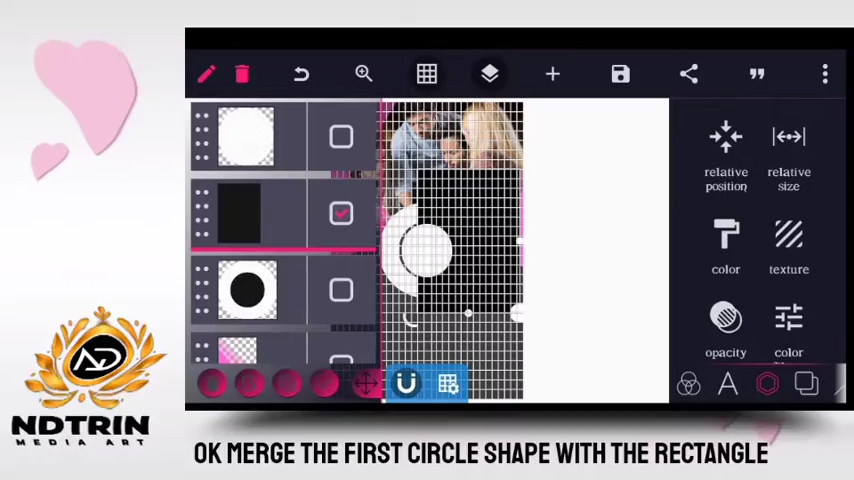 relative
position
relative
size
color
texture
opacity
color
filter
NDTRIN
MEDIA ART
OK MERGE THE FIRST CIRCLE SHAPE WITH THE RECTANGLE